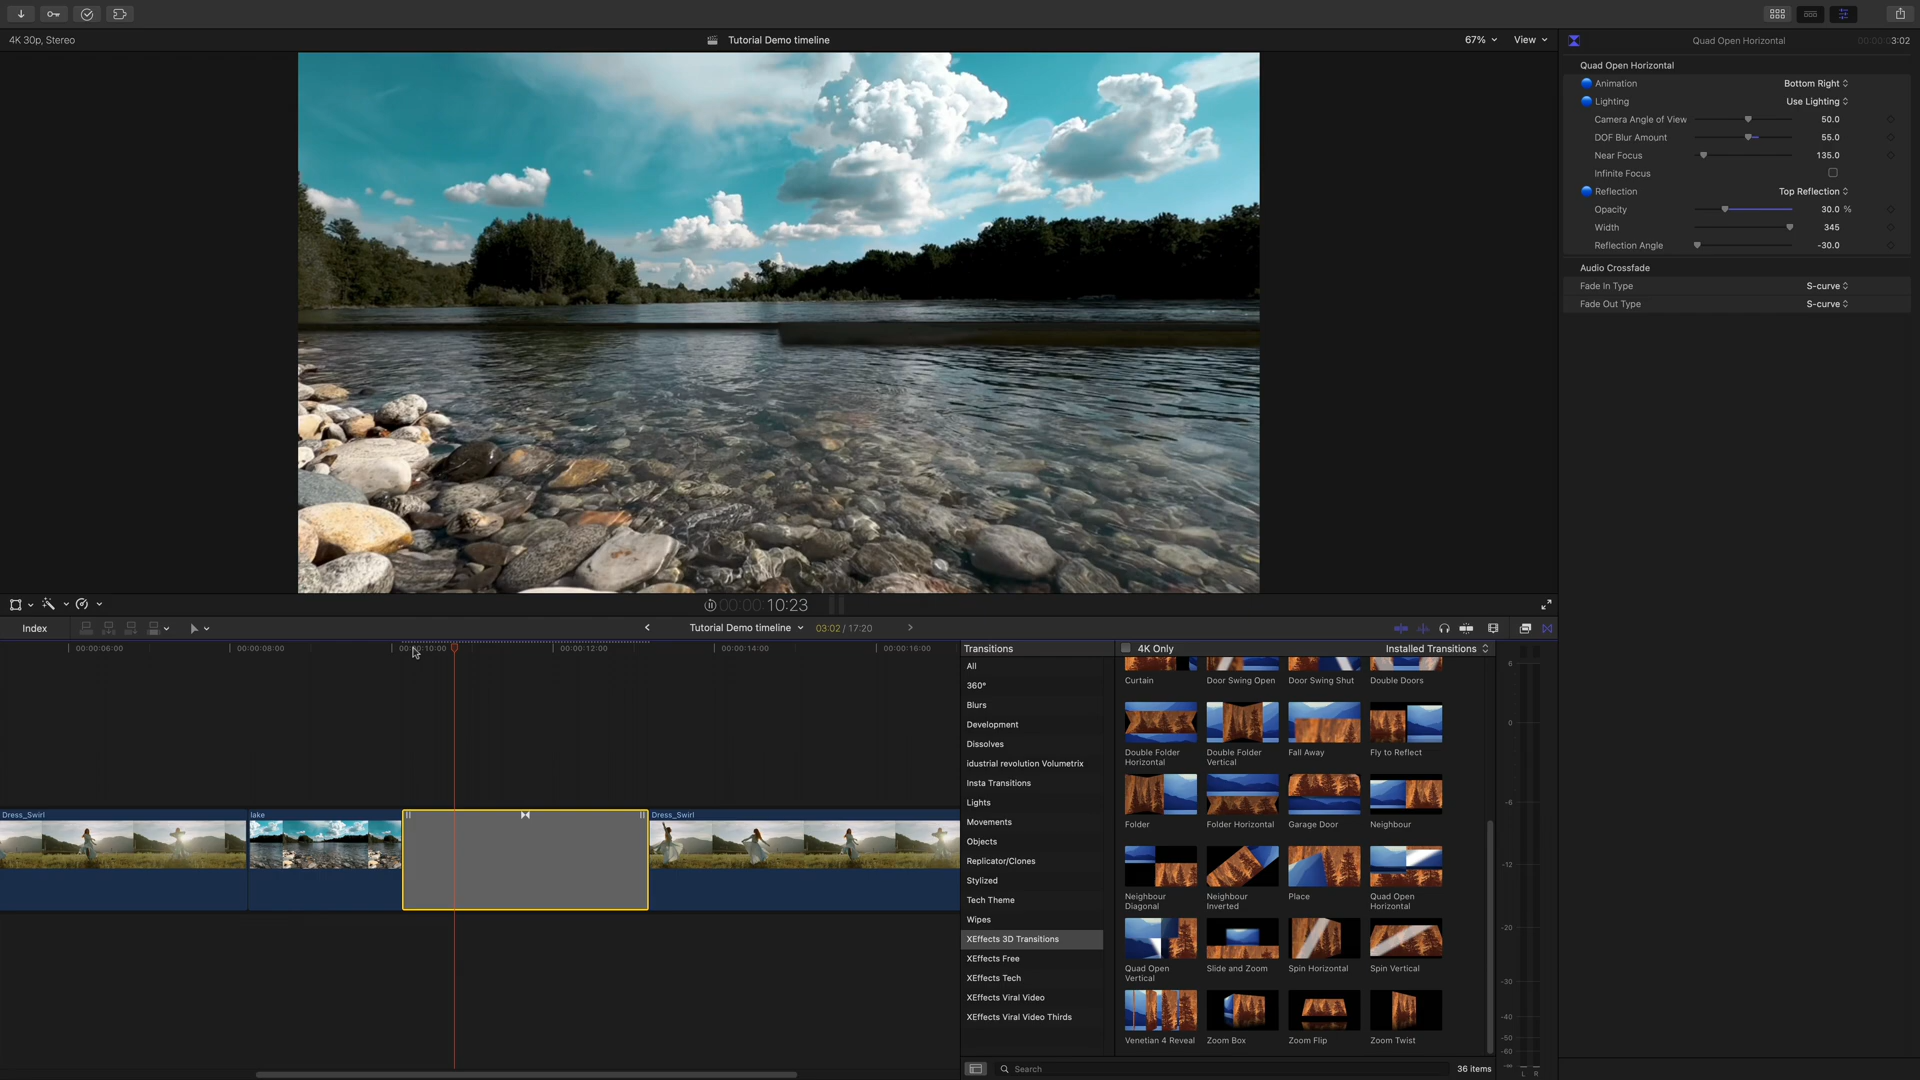 4K 30p, Stereo
Tutorial Demo timeline
67%
View
Quad Open Horizontal
00:00:03:02
Quad Open Horizontal
Animation
Bottom Right
Lighting
Use Lighting
Camera Angle of View
50.0
DOF Blur Amount
55.0
Near Focus
135.0
Infinite Focus
Reflection
Top Reflection
Opacity
30.0 %
Width
345
Reflection Angle
-30.0
Audio Crossfade
Fade In Type
S-curve
Fade Out Type
S-curve
00:00:10:23
Index
Tutorial Demo timeline
03:02 / 17:20
00:00:06:00
00:00:08:00
00:00:10:00
00:00:12:00
00:00:14:00
00:00:16:00
Dress_Swirl
lake
Dress_Swirl
Transitions
All
360°
Blurs
Development
Dissolves
idustrial revolution Volumetrix
Insta Transitions
Lights
Movements
Objects
Replicator/Clones
Stylized
Tech Theme
Wipes
XEffects 3D Transitions
XEffects Free
XEffects Tech
XEffects Viral Video
XEffects Viral Video Thirds
4K Only
Installed Transitions
Curtain
Door Swing Open
Door Swing Shut
Double Doors
Double Folder
Horizontal
Double Folder
Vertical
Fall Away
Fly to Reflect
Folder
Folder Horizontal
Garage Door
Neighbour
Neighbour
Diagonal
Neighbour
Inverted
Place
Quad Open
Horizontal
Quad Open
Vertical
Slide and Zoom
Spin Horizontal
Spin Vertical
Venetian 4 Reveal
Zoom Box
Zoom Flip
Zoom Twist
Search
36 items
6
0
-6
-12
-20
-30
-40
-50
-60
-∞
L R